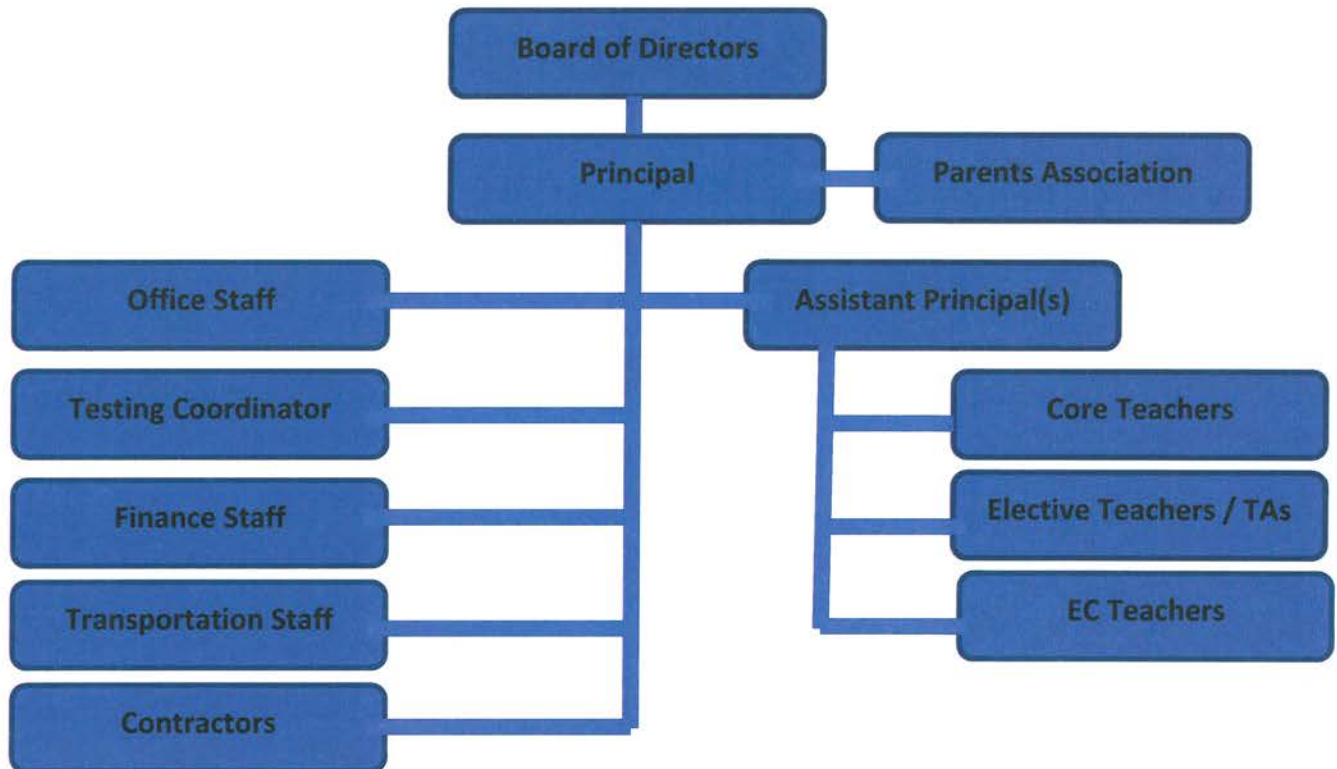 Board of Directors
Principal
Parents Association
Office Staff
Assistant Principal(s)
Testing Coordinator
Core Teachers
Finance Staff
Elective Teachers / TAs
Transportation Staff
EC Teachers
Contractors